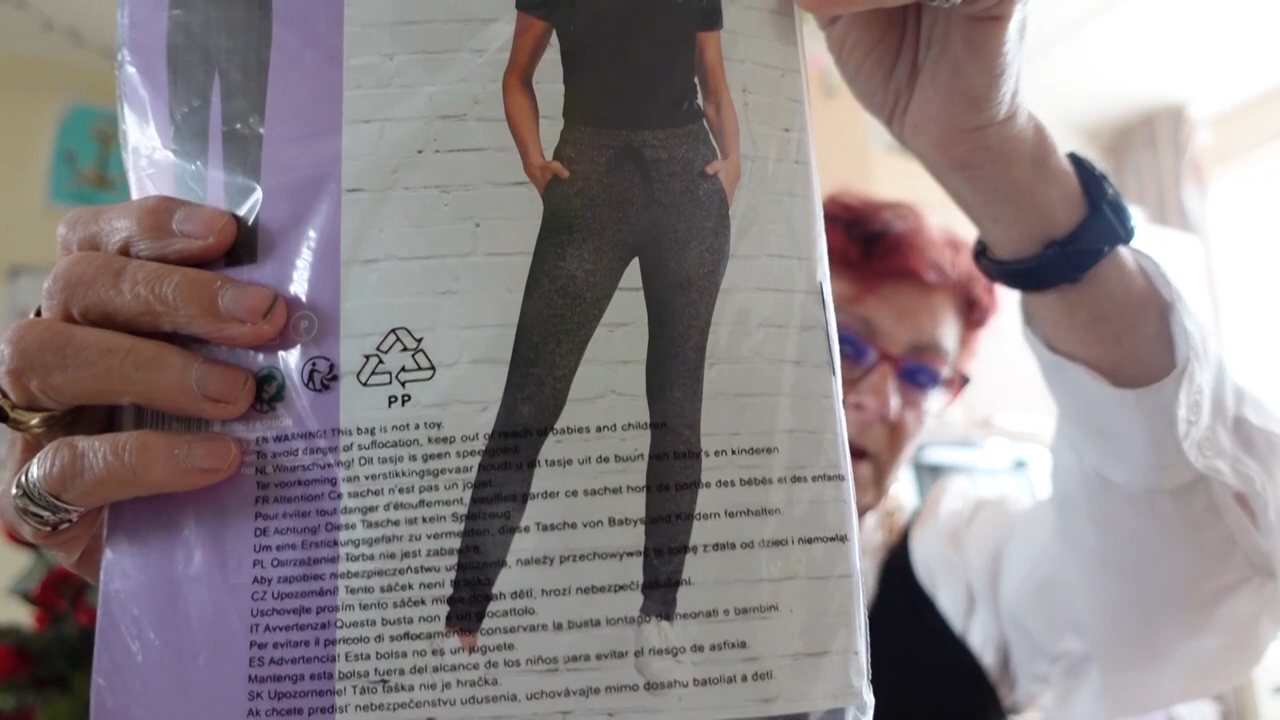 PP
EN WARNING! This bag is not a toy.
To avoid danger of suffocation, keep out of reach of babies and children.
NL Waarschuwing! Dit tasje is geen speelgoed.
Ter voorkoming van verstikkingsgevaar houdt u dit tasje uit de buurt van baby's en kinderen
FR Attention! Ce sachet n'est pas un jouet.
Pour éviter tout danger d'étouffement, veuillez garder ce sachet hors de portée des bébés et des enfants.
DE Achtung! Diese Tasche ist kein Spielzeug.
Um eine Erstickungsgefahr zu vermeiden, diese Tasche von Babys und Kindern fernhalten.
PL Ostrzeżenie! Torba nie jest zabawką.
Aby zapobiec niebezpieczeństwu uduszenia, należy przechowywać tę torbę z dala od dzieci i niemowląt.
CZ Upozornění! Tento sáček není hračka.
Uschovejte prosím tento sáček mimo dosah dětí, hrozí nebezpečí udušení.
IT Avvertenza! Questa busta non è un giocattolo.
Per evitare il pericolo di soffocamento, conservare la busta lontano da neonati e bambini.
ES Advertencia! Esta bolsa no es un juguete.
Mantenga esta bolsa fuera del alcance de los niños para evitar el riesgo de asfixia.
SK Upozornenie! Táto taška nie je hračka.
Ak chcete predísť nebezpečenstvu udusenia, uchovávajte mimo dosahu batoliat a detí.